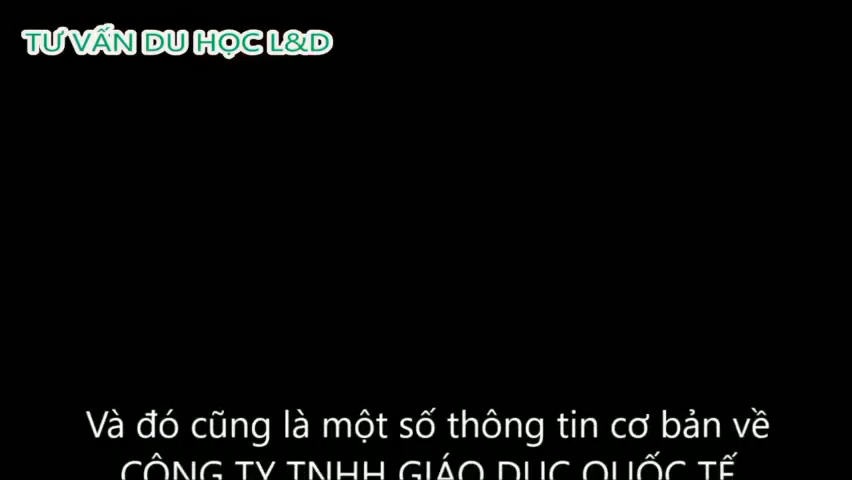 TƯ VẤN DU HỌC L&D
Và đó cũng là một số thông tin cơ bản về
CÔNG TY TNHH GIÁO DỤC QUỐC TẾ